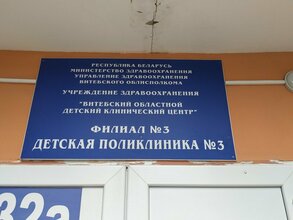 РЕСПУБЛИКА БЕЛАРУСЬ
МИНИСТЕРСТВО ЗДРАВООХРАНЕНИЯ
УПРАВЛЕНИЕ ЗДРАВООХРАНЕНИЯ
ВИТЕБСКОГО ОБЛИСПОЛКОМА
УЧРЕЖДЕНИЕ ЗДРАВООХРАНЕНИЯ
"ВИТЕБСКИЙ ОБЛАСТНОЙ
ДЕТСКИЙ КЛИНИЧЕСКИЙ ЦЕНТР"
ФИЛИАЛ №3
ДЕТСКАЯ ПОЛИКЛИНИКА №3
32а